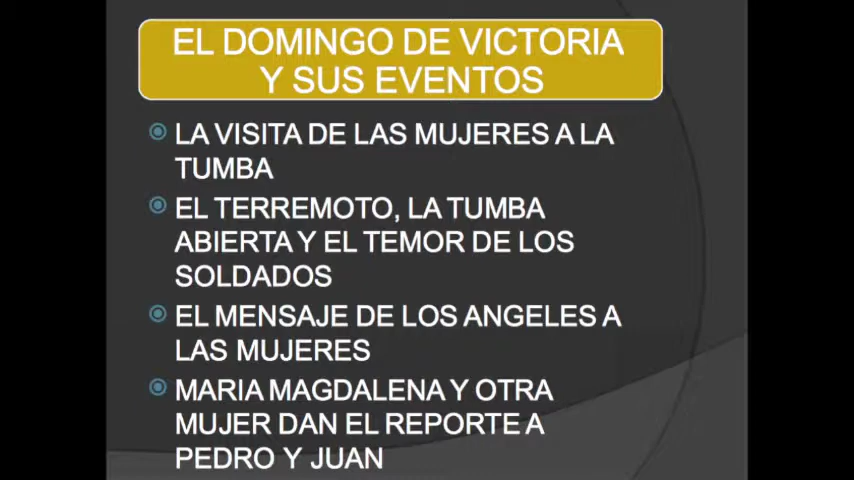 EL DOMINGO DE VICTORIA
Y SUS EVENTOS
LA VISITA DE LAS MUJERES A LA
TUMBA
EL TERREMOTO, LA TUMBA
ABIERTA Y EL TEMOR DE LOS
SOLDADOS
EL MENSAJE DE LOS ANGELES A
LAS MUJERES
MARIA MAGDALENA Y OTRA
MUJER DAN EL REPORTE A
PEDRO Y JUAN